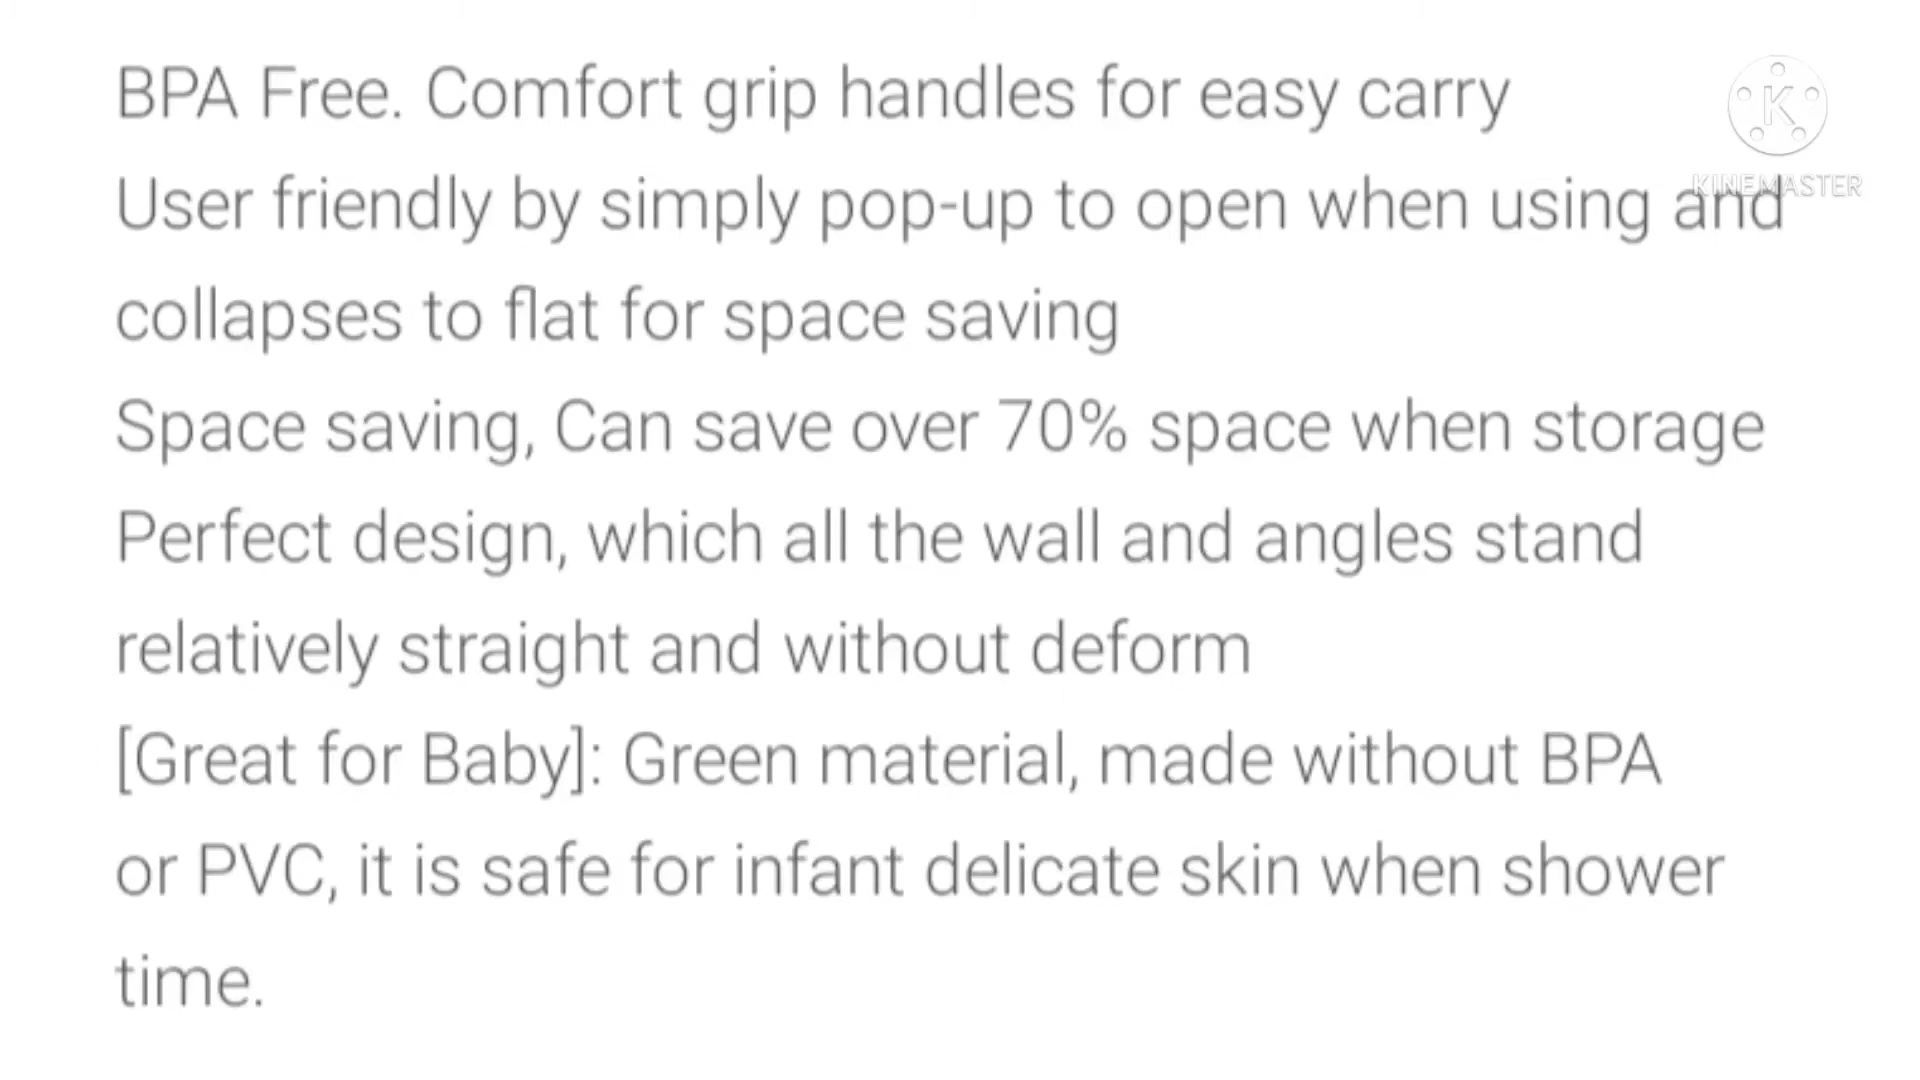 BPA Free. Comfort grip handles for easy carry
User friendly by simply pop-up to open when using and
collapses to flat for space saving
Space saving, Can save over 70% space when storage
Perfect design, which all the wall and angles stand
relatively straight and without deform
[Great for Baby]: Green material, made without BPA
or PVC, it is safe for infant delicate skin when shower
time.
K
KINEMASTER